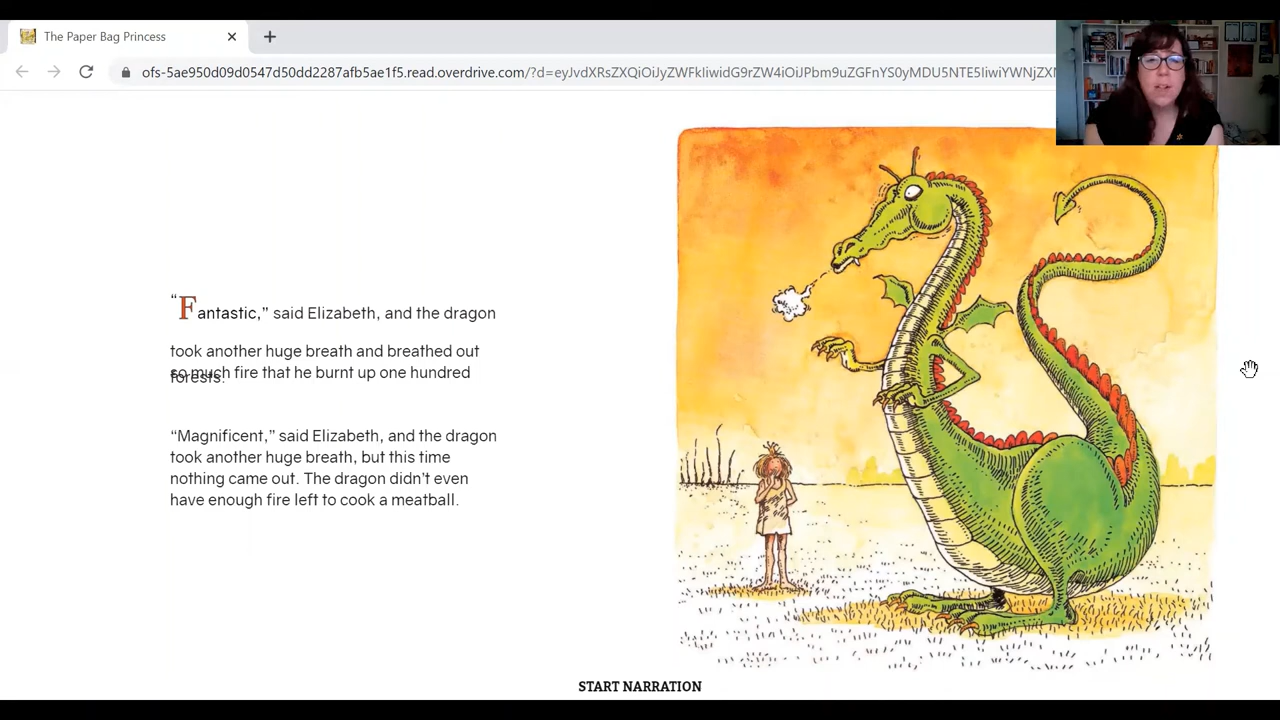 The Paper Bag Princess
ofs-5ae950d09d0547d50dd2287afb5ae1f5.read.overdrive.com/?d=eyJvdXRsZXQiOiJyZWFkIiwidG9rZW4iOiJPbm9uZGFnYS0yMDU5NTE5IiwiYWNjZXN
"Fantastic," said Elizabeth, and the dragon
took another huge breath and breathed out
so much fire that he burnt up one hundred
forests.
"Magnificent," said Elizabeth, and the dragon
took another huge breath, but this time
nothing came out. The dragon didn't even
have enough fire left to cook a meatball.
START NARRATION